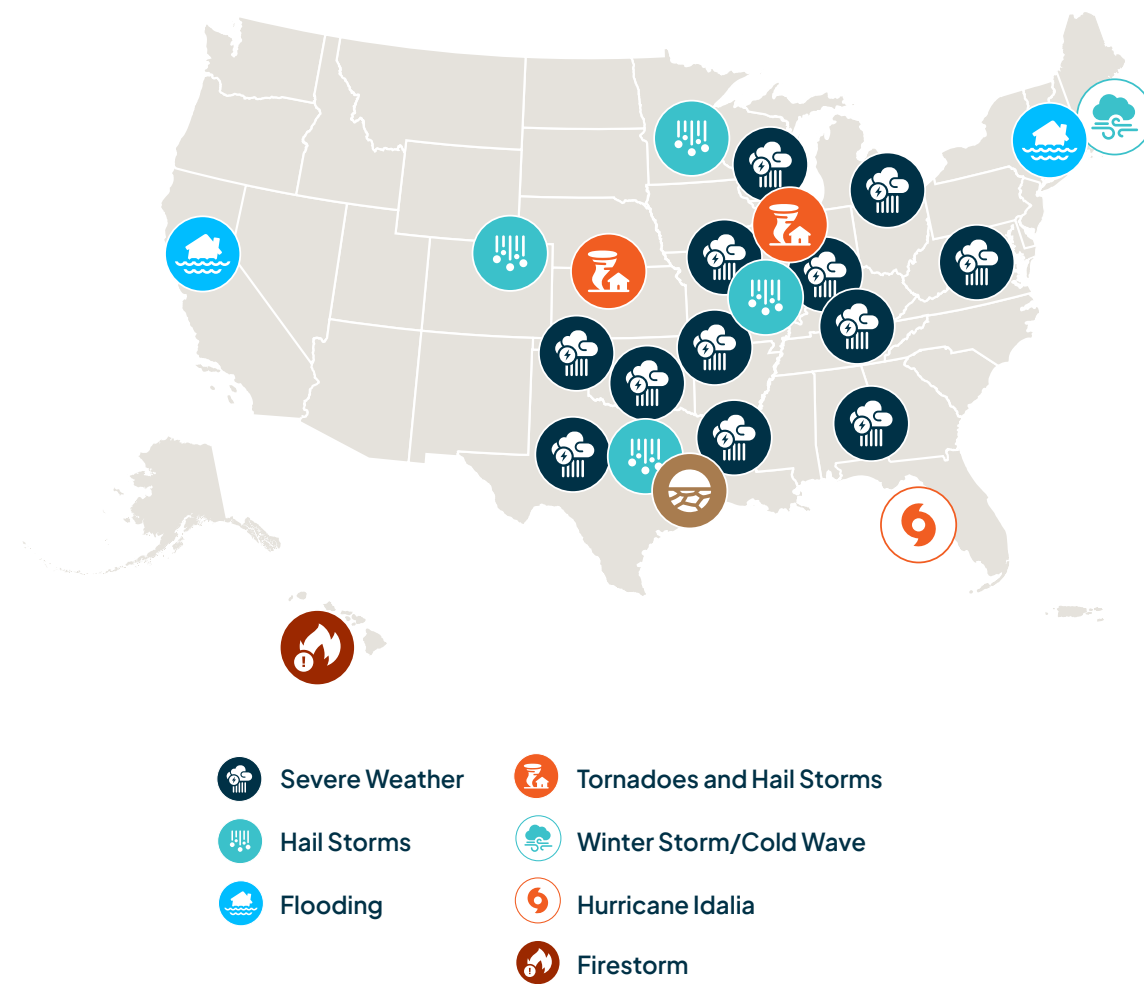 Severe Weather
Tornadoes and Hail Storms
Hail Storms
Winter Storm/Cold Wave
Flooding
Hurricane Idalia
Firestorm